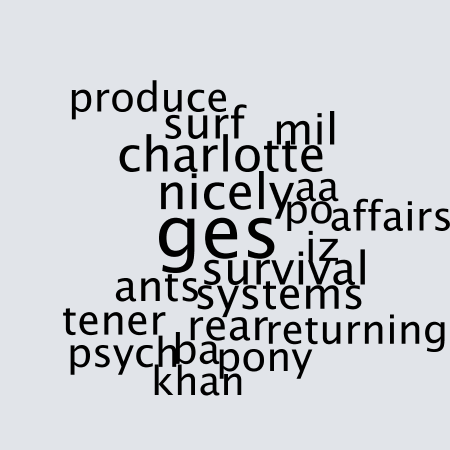 produce
surf mil
charlotte
nicely aa
po affairs
ges iz
survival
ants systems
tener rear returning
psych ba pony
khan